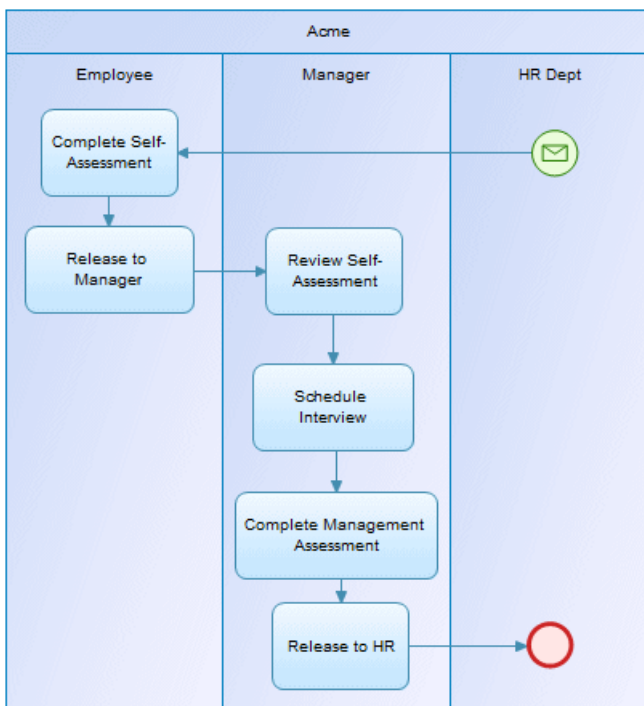 Acme
Employee
Manager
HR Dept
Complete Self-
Assessment
Release to
Manager
Review Self-
Assessment
Schedule
Interview
Complete Management
Assessment
Release to HR